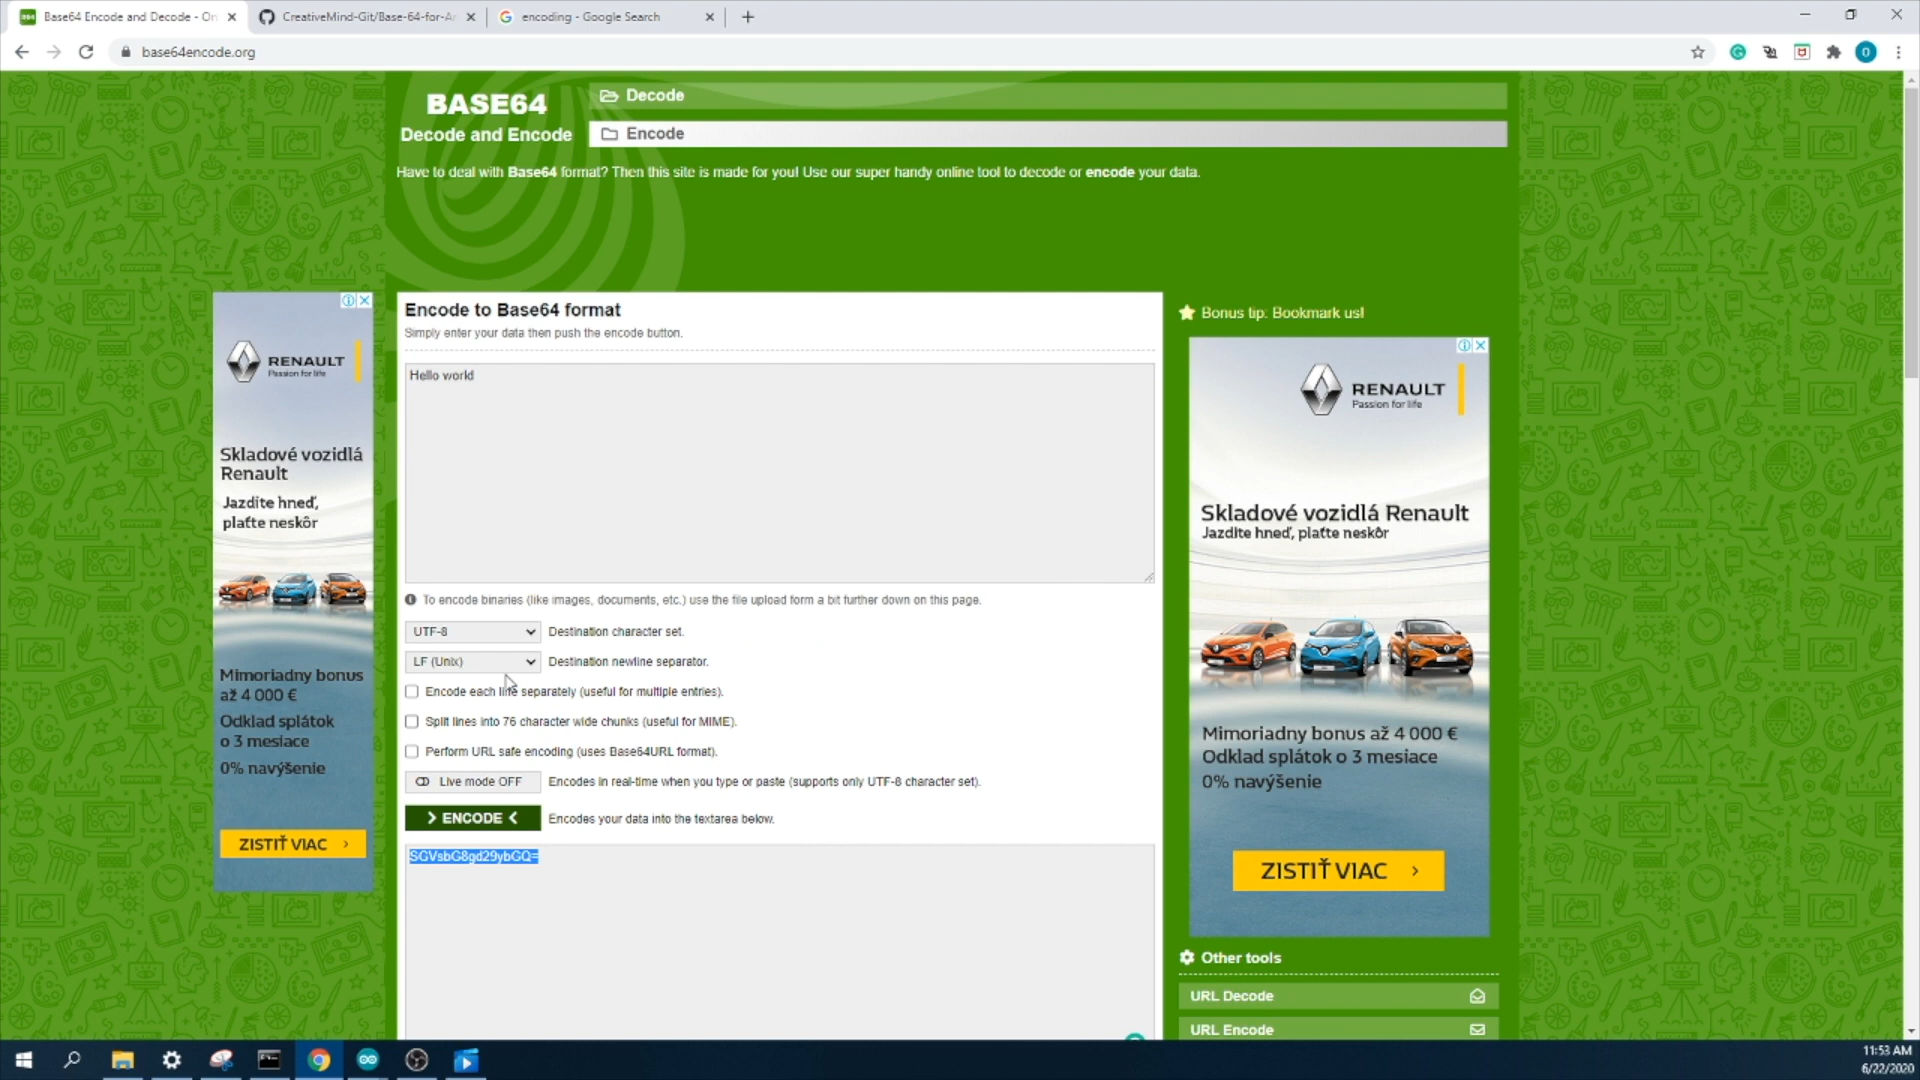 Base64 Encode and Decode - On
CreativeMind-Git/Base-64-for-Ar
encoding - Google Search
base64encode.org
BASE64
Decode and Encode
Decode
Encode
Have to deal with Base64 format? Then this site is made for you! Use our super handy online tool to decode or encode your data.
RENAULT
Passion for life
Skladové vozidlá
Renault
Jazdite hneď,
plaťte neskôr
Mimoriadny bonus
až 4 000 €
Odklad splátok
o 3 mesiace
0% navýšenie
ZISTIŤ VIAC
Encode to Base64 format
Simply enter your data then push the encode button.
Hello world
To encode binaries (like images, documents, etc.) use the file upload form a bit further down on this page.
UTF-8 Destination character set.
LF (Unix) Destination newline separator.
Encode each line separately (useful for multiple entries).
Split lines into 76 character wide chunks (useful for MIME).
Perform URL safe encoding (uses Base64URL format).
Live mode OFF Encodes in real-time when you type or paste (supports only UTF-8 character set).
> ENCODE < Encodes your data into the textarea below.
SGVsbG8gd29ybGQ=
Bonus tip: Bookmark us!
RENAULT
Passion for life
Skladové vozidlá Renault
Jazdite hneď, plaťte neskôr
Mimoriadny bonus až 4 000 €
Odklad splátok o 3 mesiace
0% navýšenie
ZISTIŤ VIAC
Other tools
URL Decode
URL Encode
11:53 AM
6/22/2020